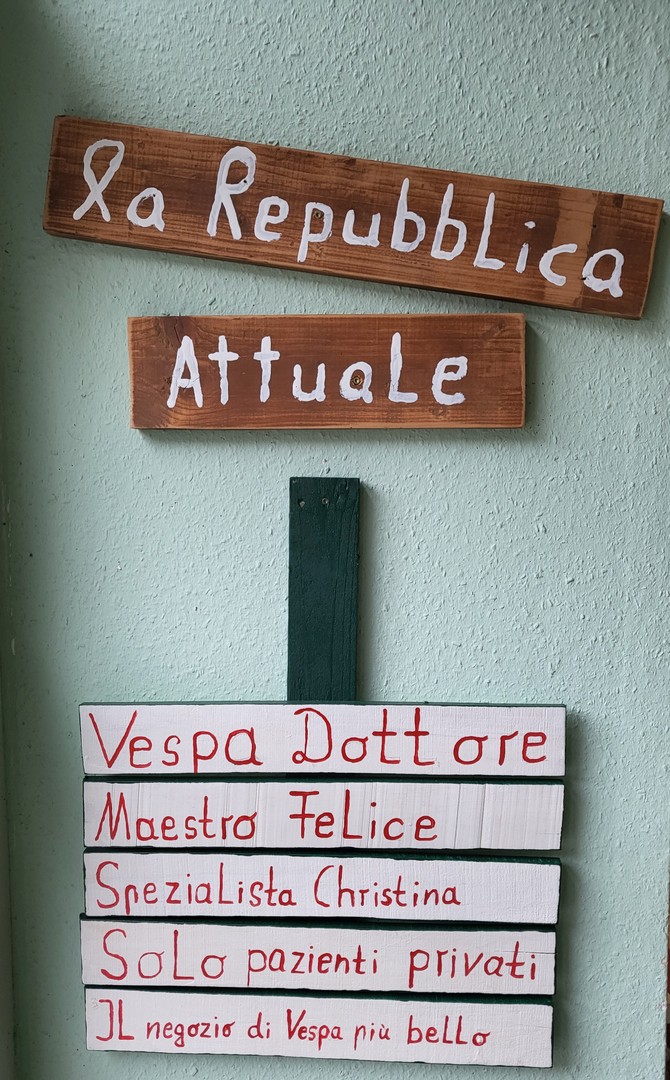 la Repubblica
Attuale
Vespa Dottore
Maestro Felice
Spezialista Christina
Solo pazienti privati
IL negozio di Vespa più bello